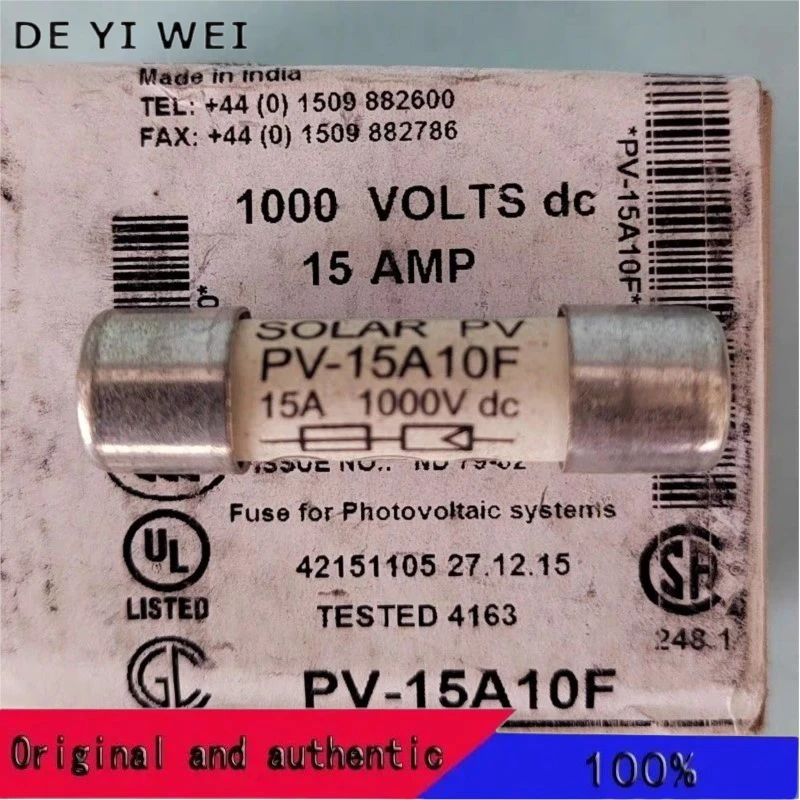 DE YI WEI
Made in India
TEL: +44 (0) 1509 882600
FAX: +44 (0) 1509 882786
*PV-15A10F*
1000 VOLTS dc
15 AMP
SOLAR PV
PV-15A10F
15A 1000V dc
ISSUE NO.:
Fuse for Photovoltaic systems
UL
LISTED
42151105 27.12.15
TESTED 4163
248.1
PV-15A10F
Original and authentic
100%